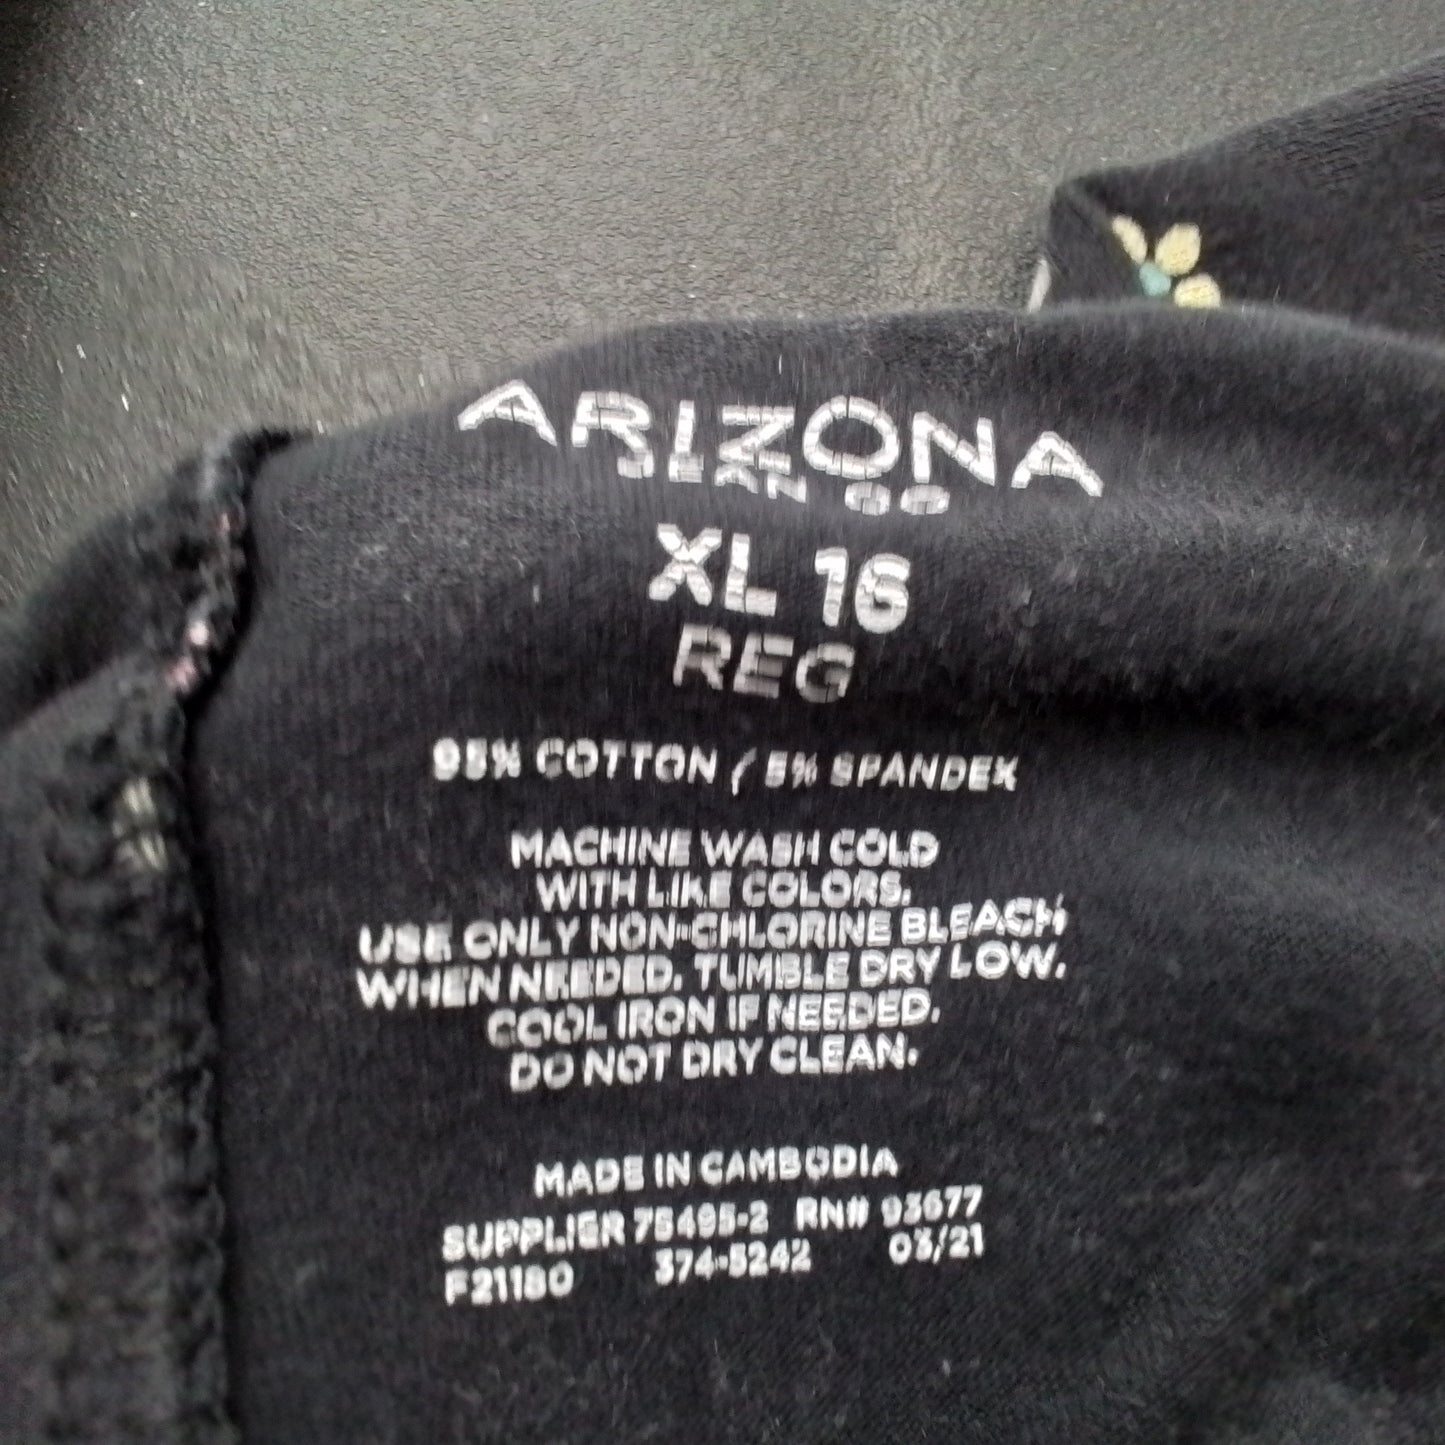 ARIZONA
JEAN CO
XL 16
REG
95% COTTON / 5% SPANDEX
MACHINE WASH COLD
WITH LIKE COLORS.
USE ONLY NON-CHLORINE BLEACH
WHEN NEEDED. TUMBLE DRY LOW.
COOL IRON IF NEEDED.
DO NOT DRY CLEAN.
MADE IN CAMBODIA
SUPPLIER 75495-2 RN# 93677
F21180 374-5242 03/21